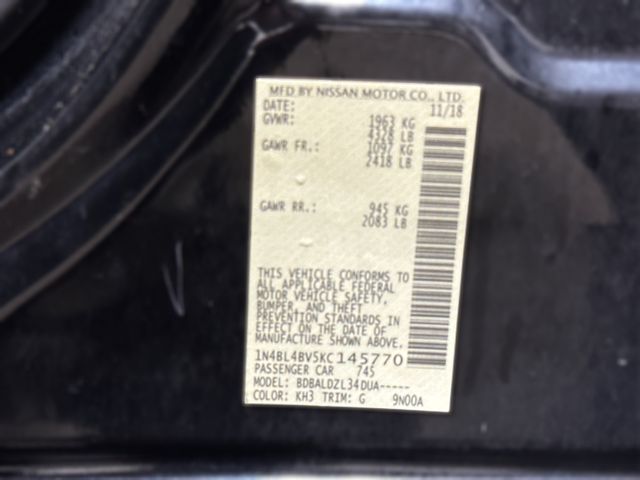 MFD BY NISSAN MOTOR CO., LTD
DATE: 11/18
GVWR: 1963 KG
4328 LB
GAWR FR.: 1097 KG
2418 LB
GAWR RR.: 945 KG
2083 LB
THIS VEHICLE CONFORMS TO
ALL APPLICABLE FEDERAL
MOTOR VEHICLE SAFETY,
BUMPER, AND THEFT
PREVENTION STANDARDS IN
EFFECT ON THE DATE OF
MANUFACTURE SHOWN ABOVE.
1N4BL4BV5KC145770
PASSENGER CAR 745
MODEL: BDBALDZL34DUA-----
COLOR: KH3 TRIM: G 9N00A